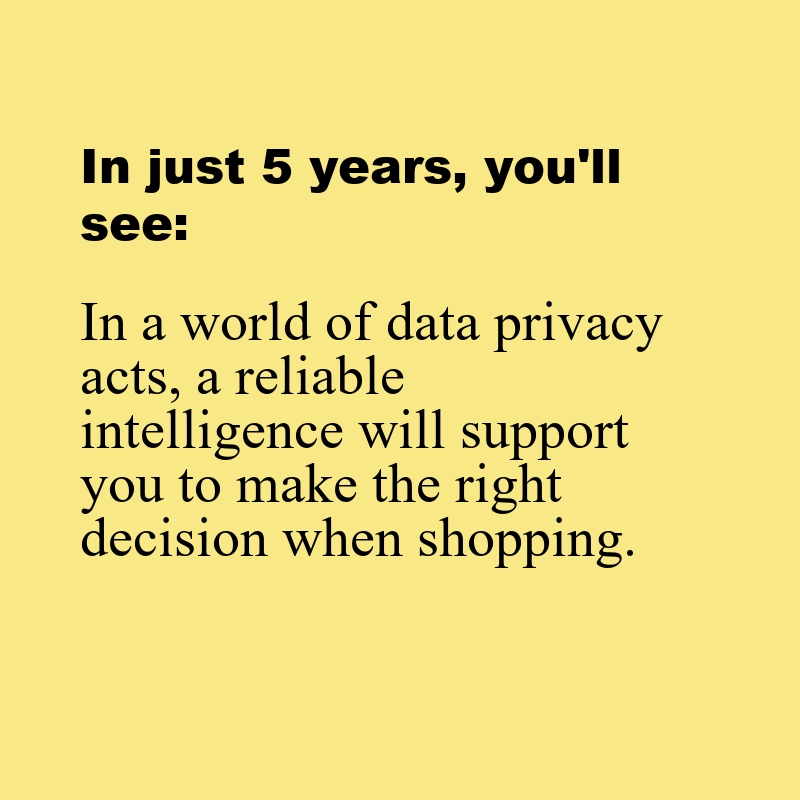 In just 5 years, you'll
see:
In a world of data privacy
acts, a reliable
intelligence will support
you to make the right
decision when shopping.